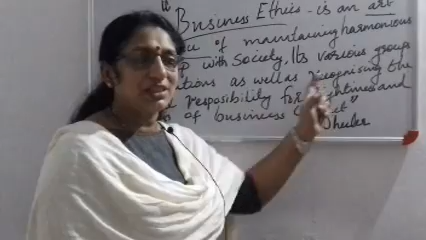 " Business Ethics - is an art
of maintaining harmonious
with Society, Its various groups
as well as recognising the
responsibility for
of business
Wheeler